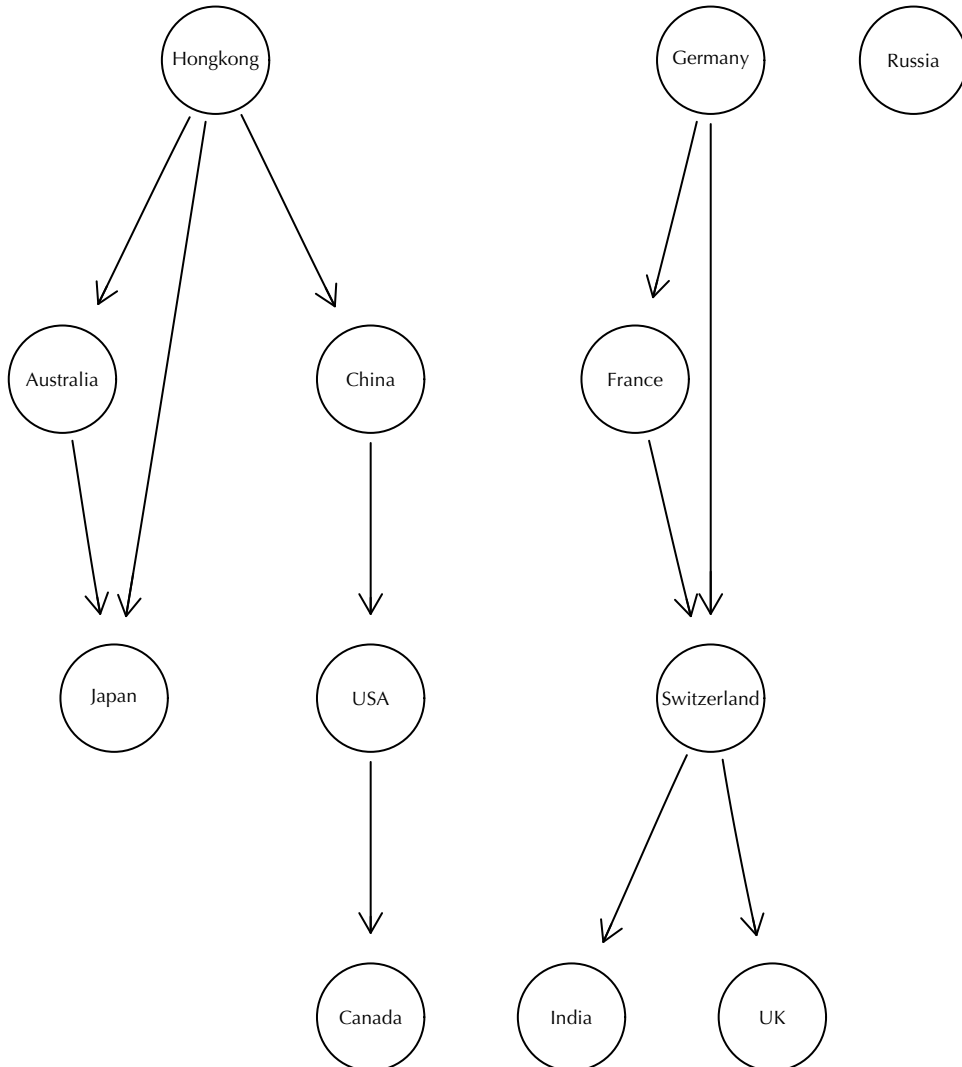 Hongkong
Germany
Russia
Australia
China
France
Japan
USA
Switzerland
Canada
India
UK